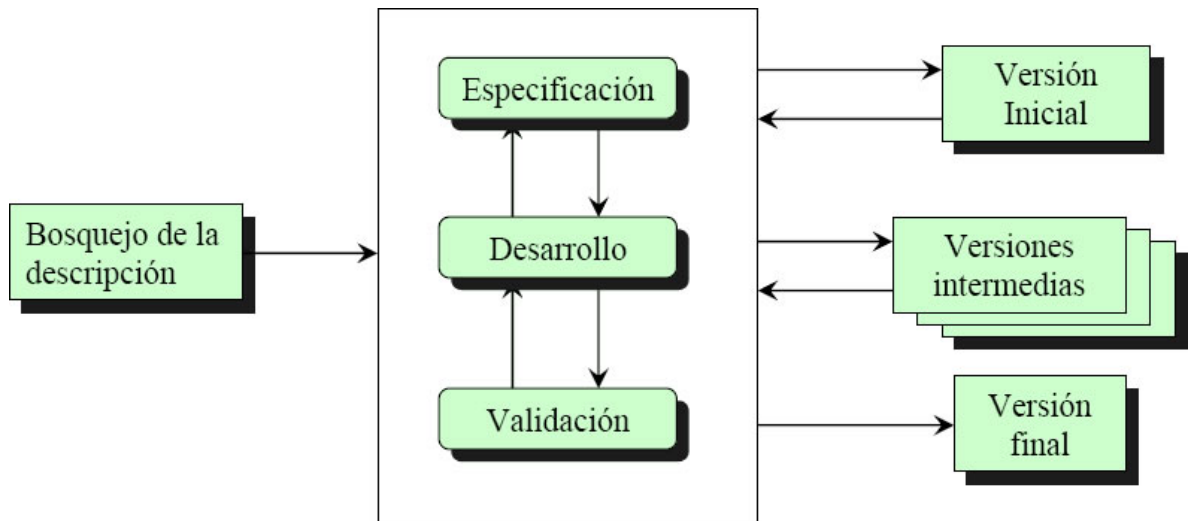 Bosquejo de la
descripción
Especificación
Desarrollo
Validación
Versión
Inicial
Versiones
intermedias
Versión
final